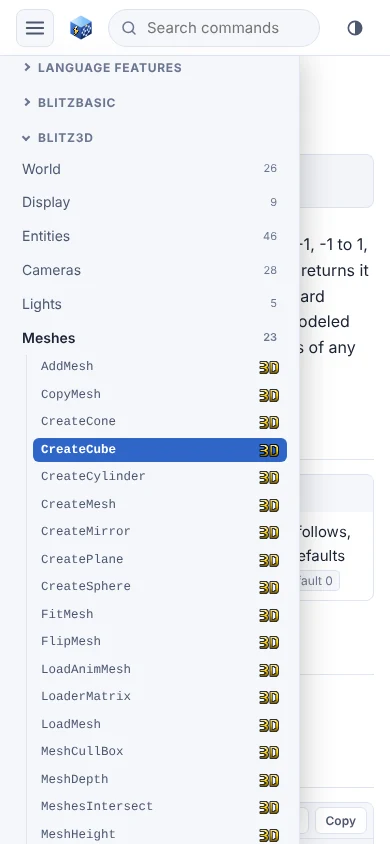 Search commands
LANGUAGE FEATURES
BLITZBASIC
BLITZ3D
World 26
Display 9
Entities 46
Cameras 28
Lights 5
Meshes 23
AddMesh 3D
CopyMesh 3D
CreateCone 3D
CreateCube 3D
CreateCylinder 3D
CreateMesh 3D
CreateMirror 3D
CreatePlane 3D
CreateSphere 3D
FitMesh 3D
FlipMesh 3D
LoadAnimMesh 3D
LoaderMatrix 3D
LoadMesh 3D
MeshCullBox 3D
MeshDepth 3D
MeshesIntersect 3D
MeshHeight 3D
-1, -1 to 1,
returns it
ard
odeled
s of any
follows,
efaults
fault 0
Copy